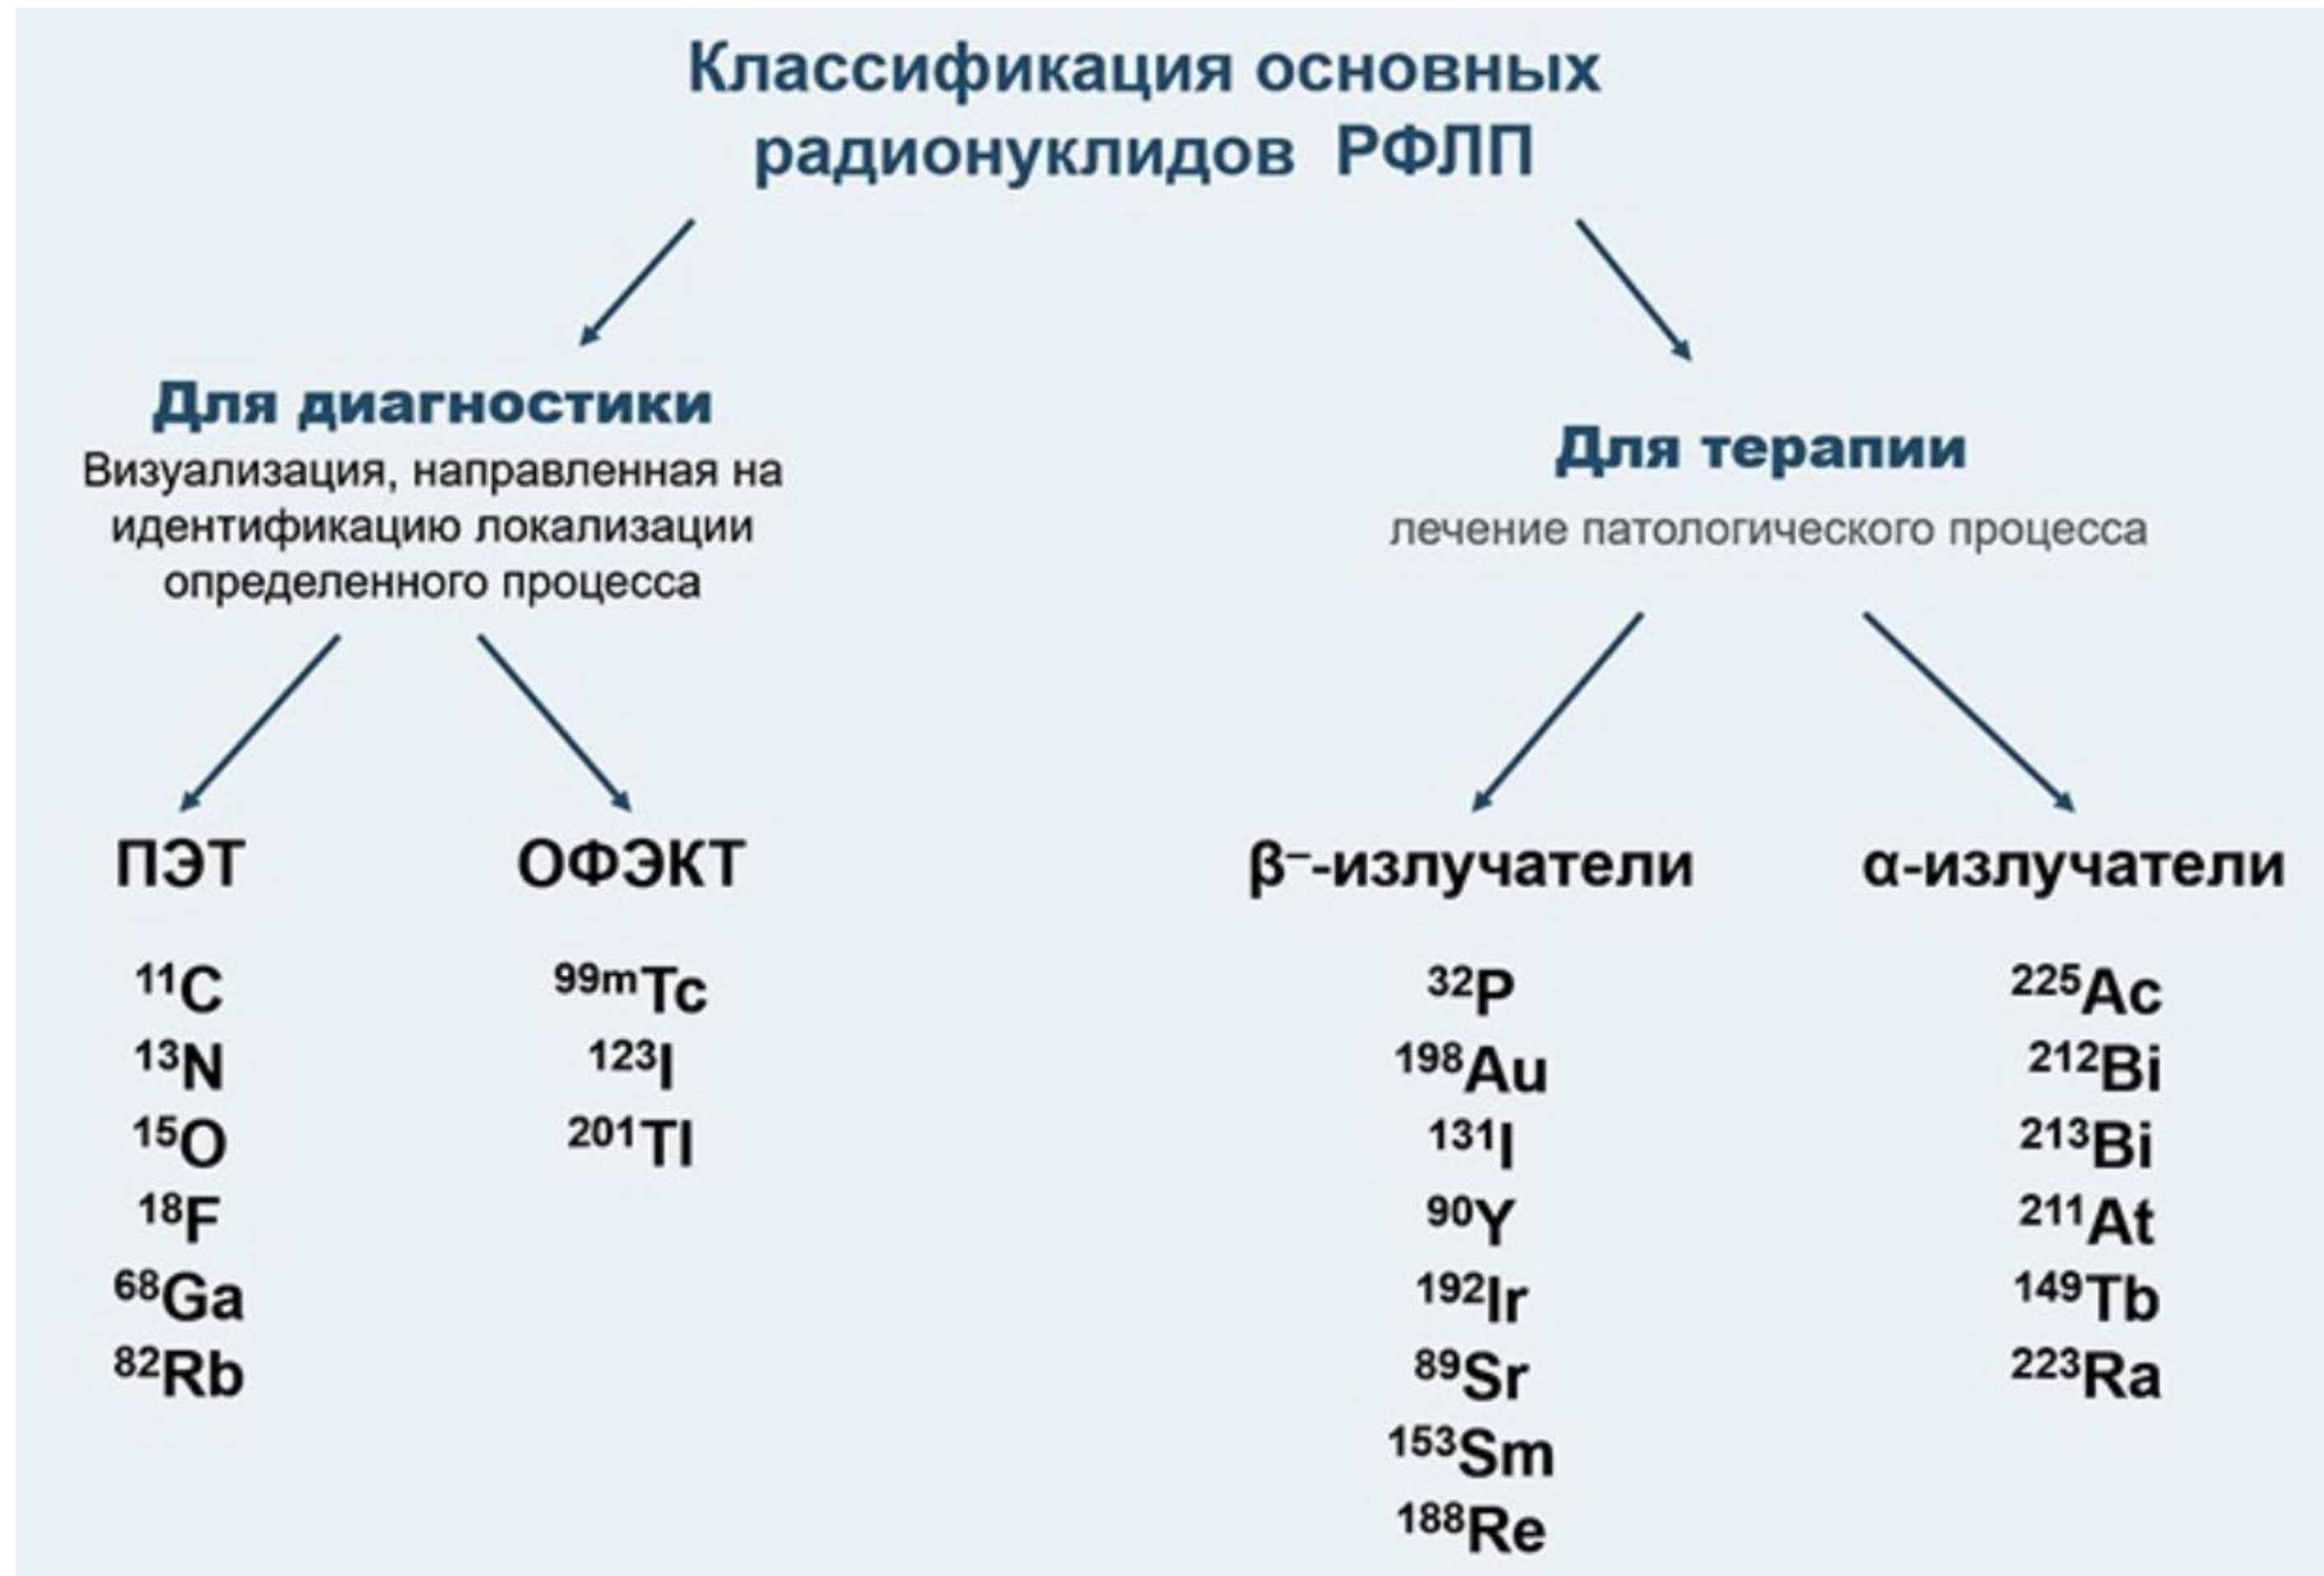 Классификация основных
радионуклидов РФЛП
Для диагностики
Визуализация, направленная на
идентификацию локализации
определенного процесса
Для терапии
лечение патологического процесса
ПЭТ
¹¹C
¹³N
¹⁵O
¹⁸F
⁶⁸Ga
⁸²Rb
ОФЭКТ
⁹⁹ᵐTc
¹²³I
²⁰¹Tl
β⁻-излучатели
³²P
¹⁹⁸Au
¹³¹I
⁹⁰Y
¹⁹²Ir
⁸⁹Sr
¹⁵³Sm
¹⁸⁸Re
α-излучатели
²²⁵Ac
²¹²Bi
²¹³Bi
²¹¹At
¹⁴⁹Tb
²²³Ra